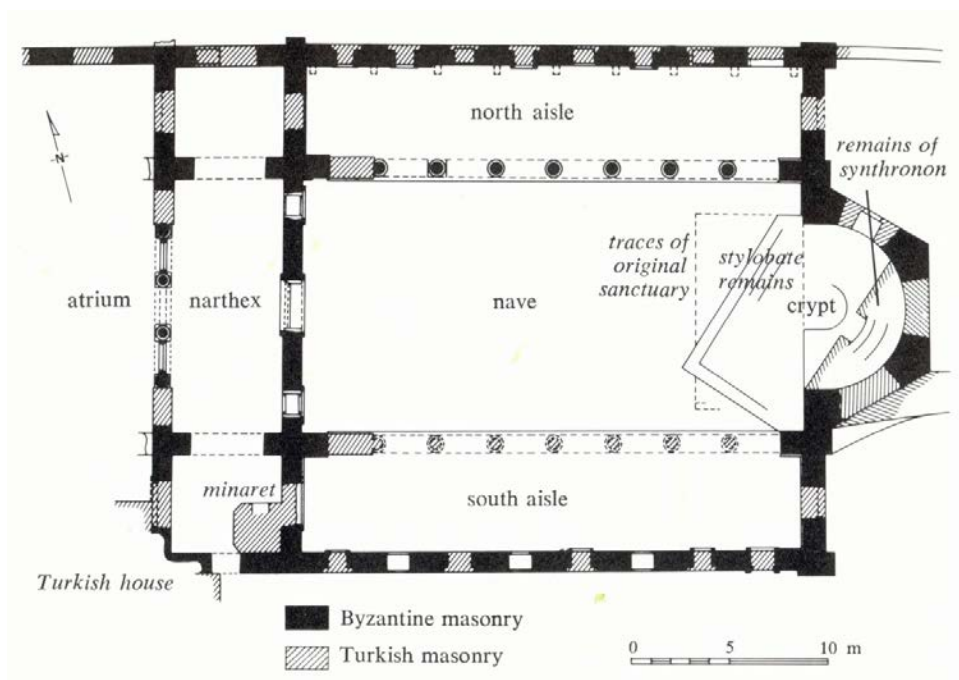 north aisle
remains of
synthronon
N
traces of
original
sanctuary
stylobate
remains
atrium
narthex
nave
crypt
minaret
south aisle
Turkish house
Byzantine masonry
Turkish masonry
0 5 10 m